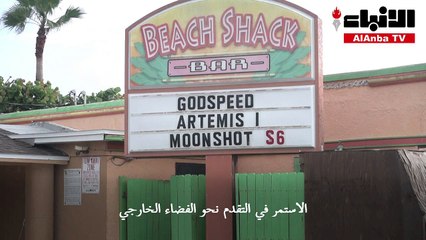 الأنباء
AlAnba TV
BEACH SHACK
BAR
GODSPEED
ARTEMIS I
MOONSHOT S6
الاستمر في التقدم نحو الفضاء الخارجي